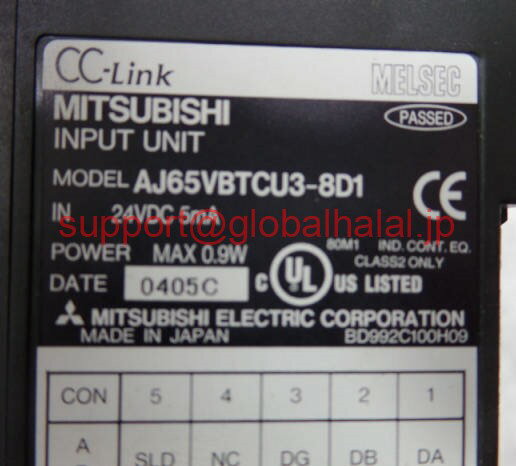 CC-Link MELSEC
MITSUBISHI
PASSED
INPUT UNIT
MODEL AJ65VBTCU3-8D1
CE
IN 24VDC 5mA
support@globalhalal.jp
POWER MAX 0.9W
80M1 IND. CONT. EQ.
CLASS2 ONLY
DATE 0405C
C UL US LISTED
MITSUBISHI ELECTRIC CORPORATION
MADE IN JAPAN BD992C100H09
CON 5 4 3 2 1
A SLD NC DG DB DA